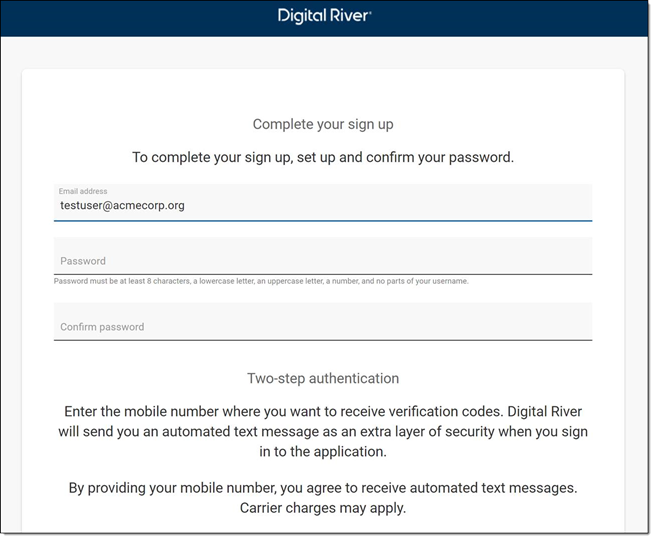 Digital River®
Complete your sign up
To complete your sign up, set up and confirm your password.
Email address
testuser@acmecorp.org
Password
Password must be at least 8 characters, a lowercase letter, an uppercase letter, a number, and no parts of your username.
Confirm password
Two-step authentication
Enter the mobile number where you want to receive verification codes. Digital River
will send you an automated text message as an extra layer of security when you sign
in to the application.
By providing your mobile number, you agree to receive automated text messages.
Carrier charges may apply.